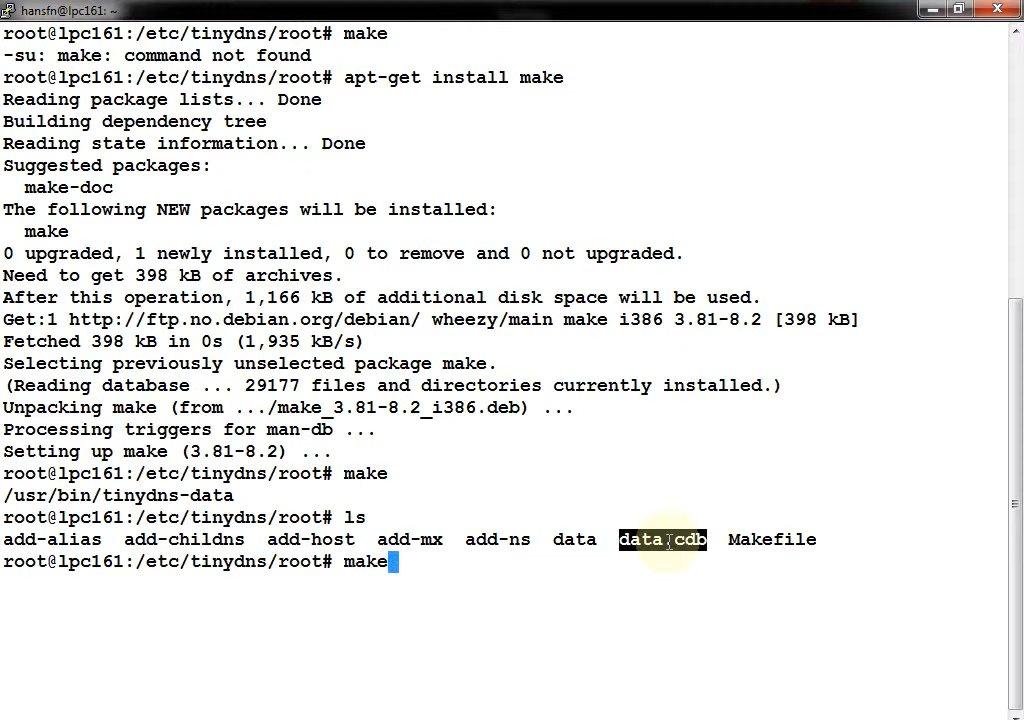 hansfn@lpc161: ~
root@lpc161:/etc/tinydns/root# make
-su: make: command not found
root@lpc161:/etc/tinydns/root# apt-get install make
Reading package lists... Done
Building dependency tree
Reading state information... Done
Suggested packages:
  make-doc
The following NEW packages will be installed:
  make
0 upgraded, 1 newly installed, 0 to remove and 0 not upgraded.
Need to get 398 kB of archives.
After this operation, 1,166 kB of additional disk space will be used.
Get:1 http://ftp.no.debian.org/debian/ wheezy/main make i386 3.81-8.2 [398 kB]
Fetched 398 kB in 0s (1,935 kB/s)
Selecting previously unselected package make.
(Reading database ... 29177 files and directories currently installed.)
Unpacking make (from .../make_3.81-8.2_i386.deb) ...
Processing triggers for man-db ...
Setting up make (3.81-8.2) ...
root@lpc161:/etc/tinydns/root# make
/usr/bin/tinydns-data
root@lpc161:/etc/tinydns/root# ls
add-alias  add-childns  add-host  add-mx  add-ns  data  data.cdb  Makefile
root@lpc161:/etc/tinydns/root# make